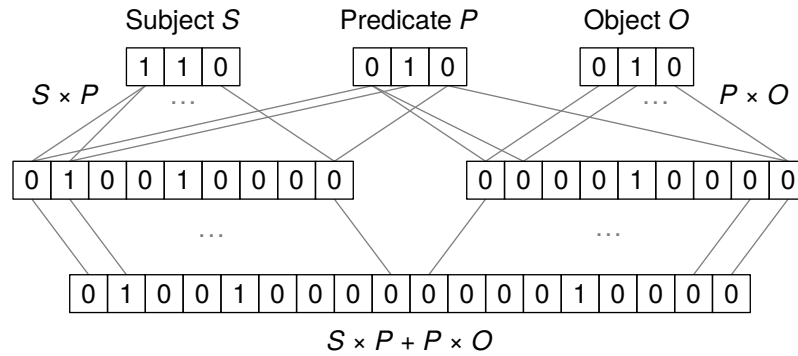 Subject S Predicate P Object O
1 1 0 0 1 0 0 1 0
S × P ... ... P × O
0 1 0 0 1 0 0 0 0 0 0 0 0 1 0 0 0 0
... ...
0 1 0 0 1 0 0 0 0 0 0 0 0 1 0 0 0 0
S × P + P × O